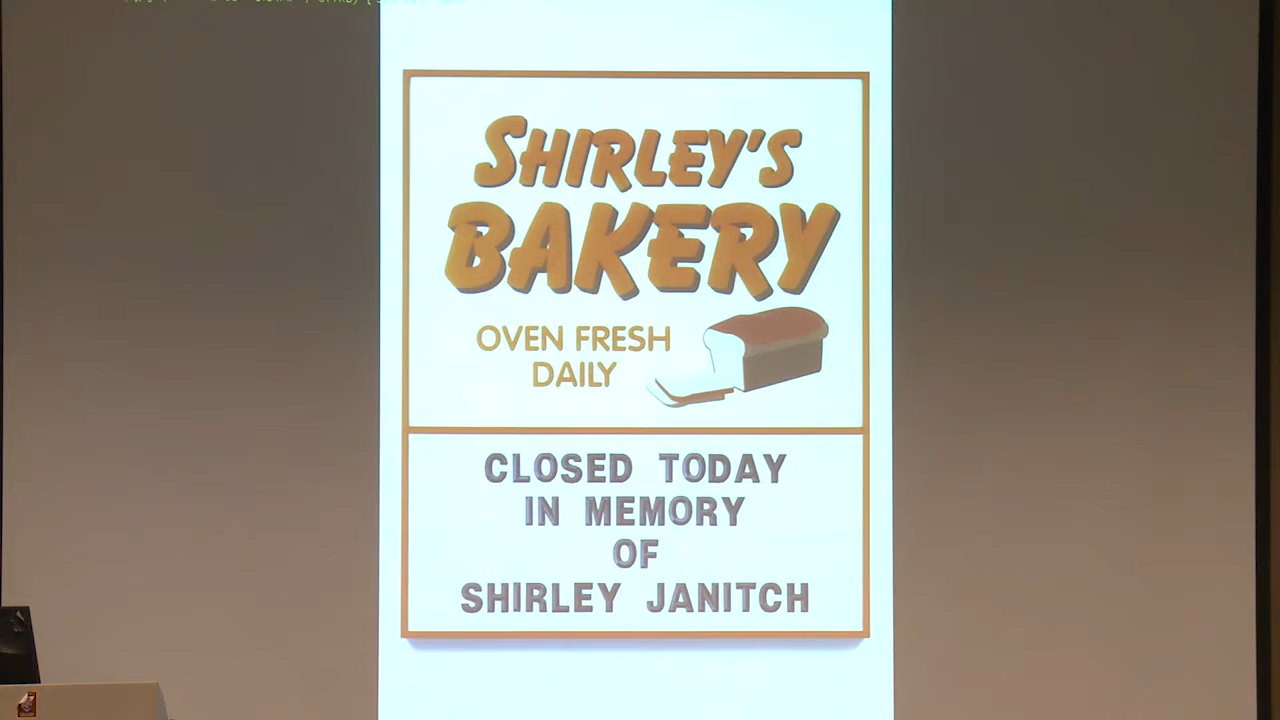 SHIRLEY'S
BAKERY
OVEN FRESH
DAILY
CLOSED TODAY
IN MEMORY
OF
SHIRLEY JANITCH